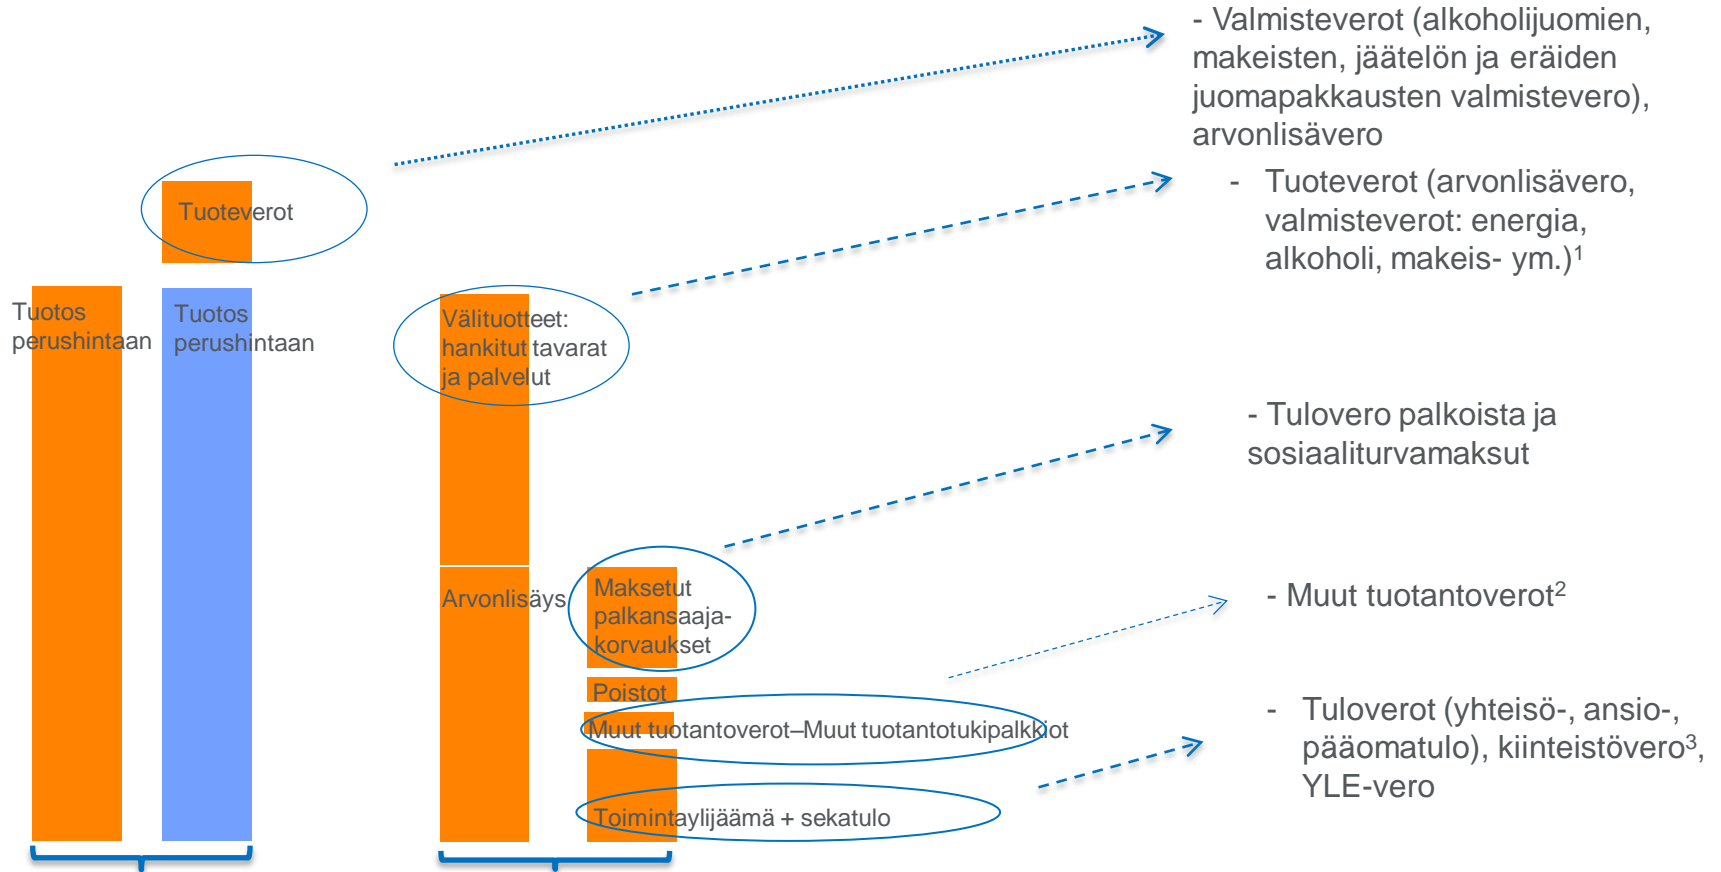 - Valmisteverot (alkoholijuomien,
makeisten, jäätelön ja eräiden
juomapakkausten valmistevero),
arvonlisävero
- Tuoteverot (arvonlisävero,
valmisteverot: energia,
alkoholi, makeis- ym.)¹
Tuoteverot
Tuotos
perushintaan
Tuotos
perushintaan
Välituotteet:
hankitut tavarat
ja palvelut
- Tulovero palkoista ja
sosiaaliturvamaksut
Arvonlisäys
Maksetut
palkansaaja-
korvaukset
- Muut tuotantoverot²
Poistot
Muut tuotantoverot–Muut tuotantotukipalkkiot
- Tuloverot (yhteisö-, ansio-,
pääomatulo), kiinteistövero³,
YLE-vero
Toimintaylijäämä + sekatulo